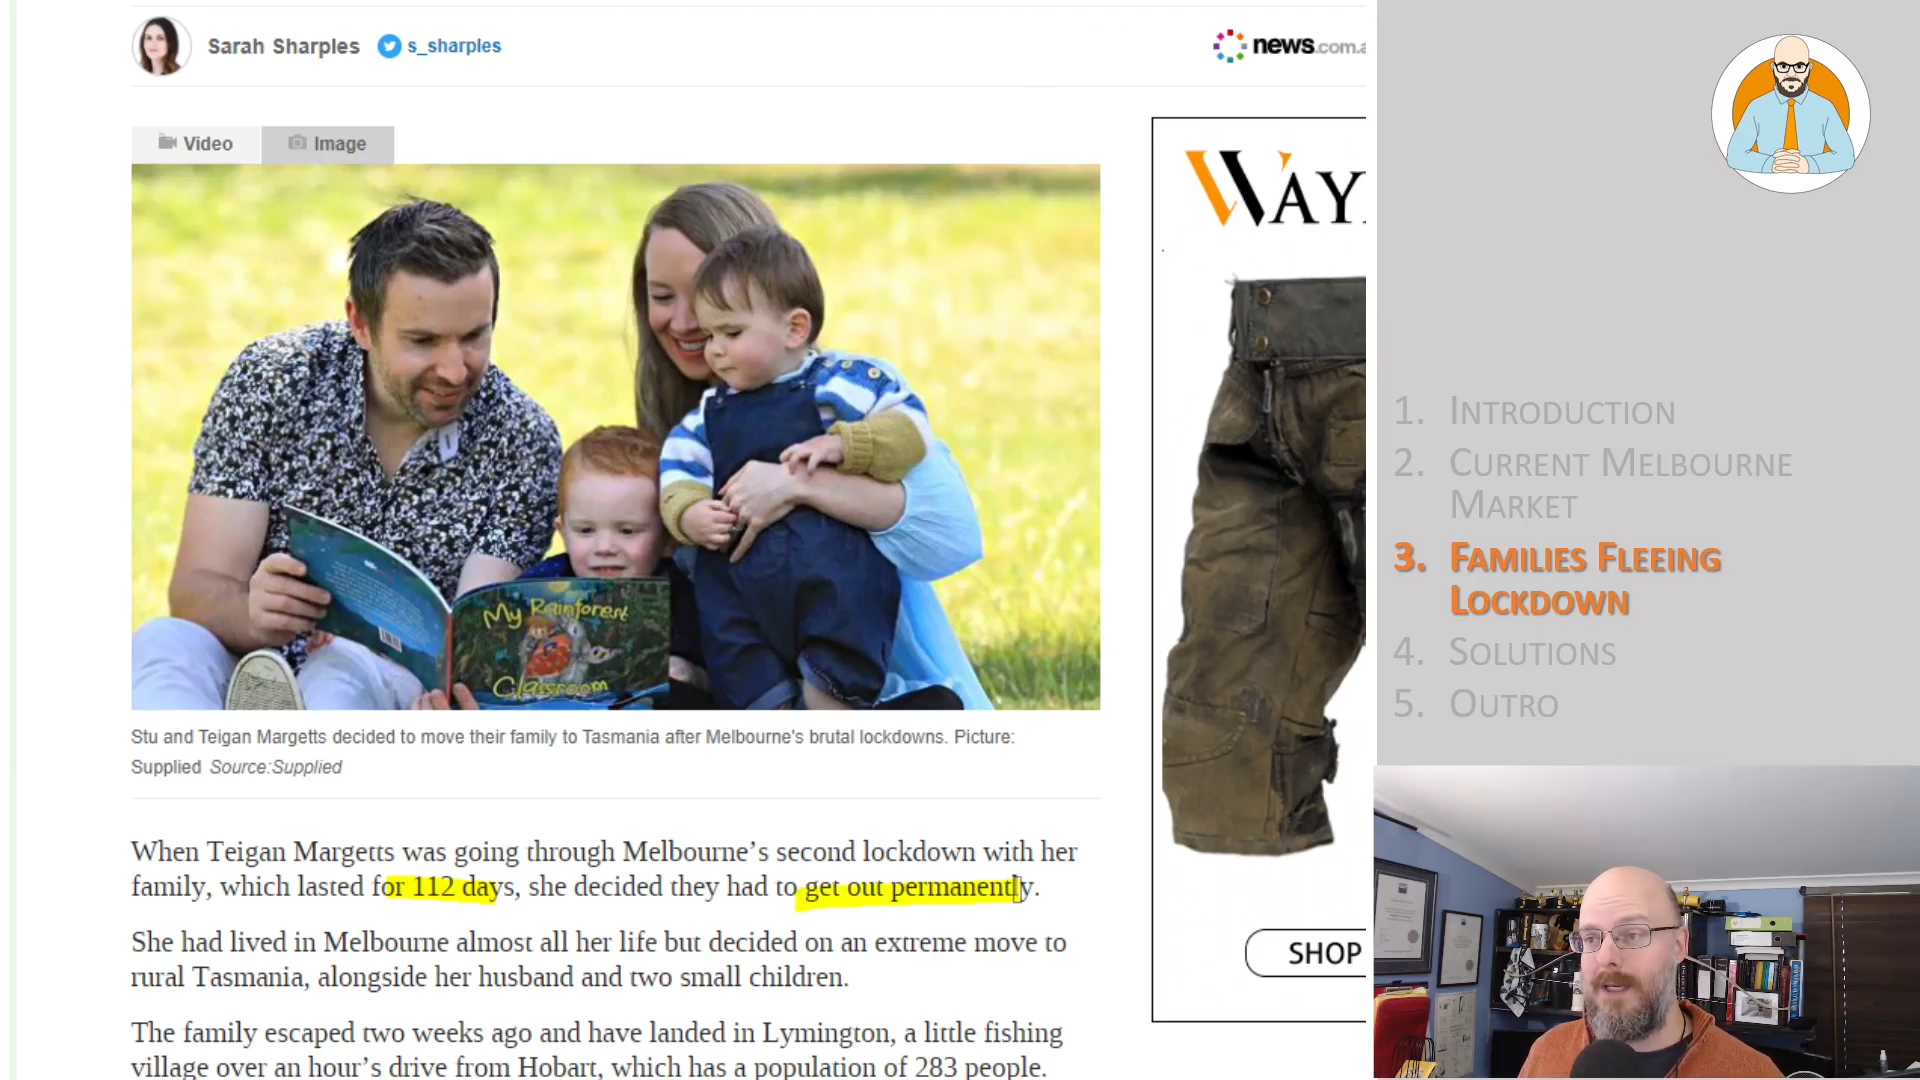 Sarah Sharples s_sharples
news.com.a
Video Image
WAY
My Rainforest
Classroom
Stu and Teigan Margetts decided to move their family to Tasmania after Melbourne's brutal lockdowns. Picture:
Supplied Source:Supplied
When Teigan Margetts was going through Melbourne’s second lockdown with her
family, which lasted for 112 days, she decided they had to get out permanently.
She had lived in Melbourne almost all her life but decided on an extreme move to
rural Tasmania, alongside her husband and two small children.
The family escaped two weeks ago and have landed in Lymington, a little fishing
village over an hour’s drive from Hobart, which has a population of 283 people.
SHOP
1. Introduction
2. Current Melbourne
Market
3. Families Fleeing
Lockdown
4. Solutions
5. Outro